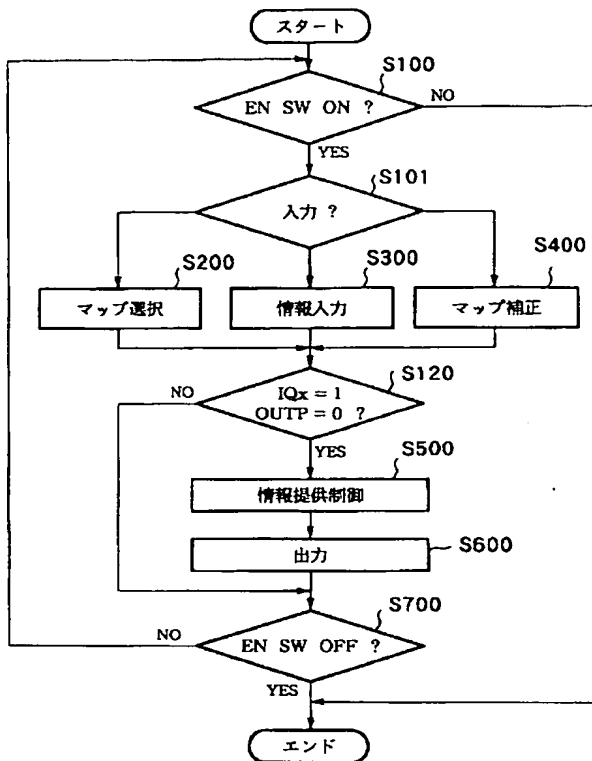 スタート
S100
EN SW ON ?
NO
YES
S101
入力 ?
S200
マップ選択
S300
情報入力
S400
マップ補正
S120
IQx = 1
OUTP = 0 ?
NO
YES
S500
情報提供制御
S600
出力
S700
EN SW OFF ?
NO
YES
エンド